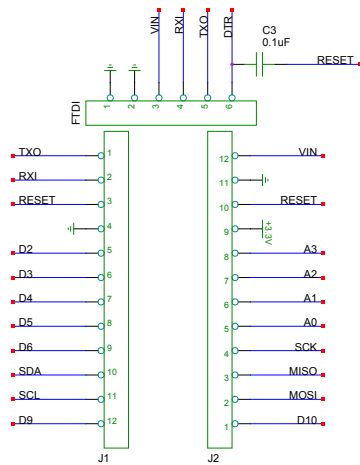 VIN
RXI
TXO
DTR
C3
0.1uF
RESET
FTDI
1
2
3
4
5
6
TXO 1
RXI 2
RESET 3
4
D2 5
D3 6
D4 7
D5 8
D6 9
SDA 10
SCL 11
D9 12
J1
12 VIN
11
10 RESET
9 +3.3V
8 A3
7 A2
6 A1
5 A0
4 SCK
3 MISO
2 MOSI
1 D10
J2